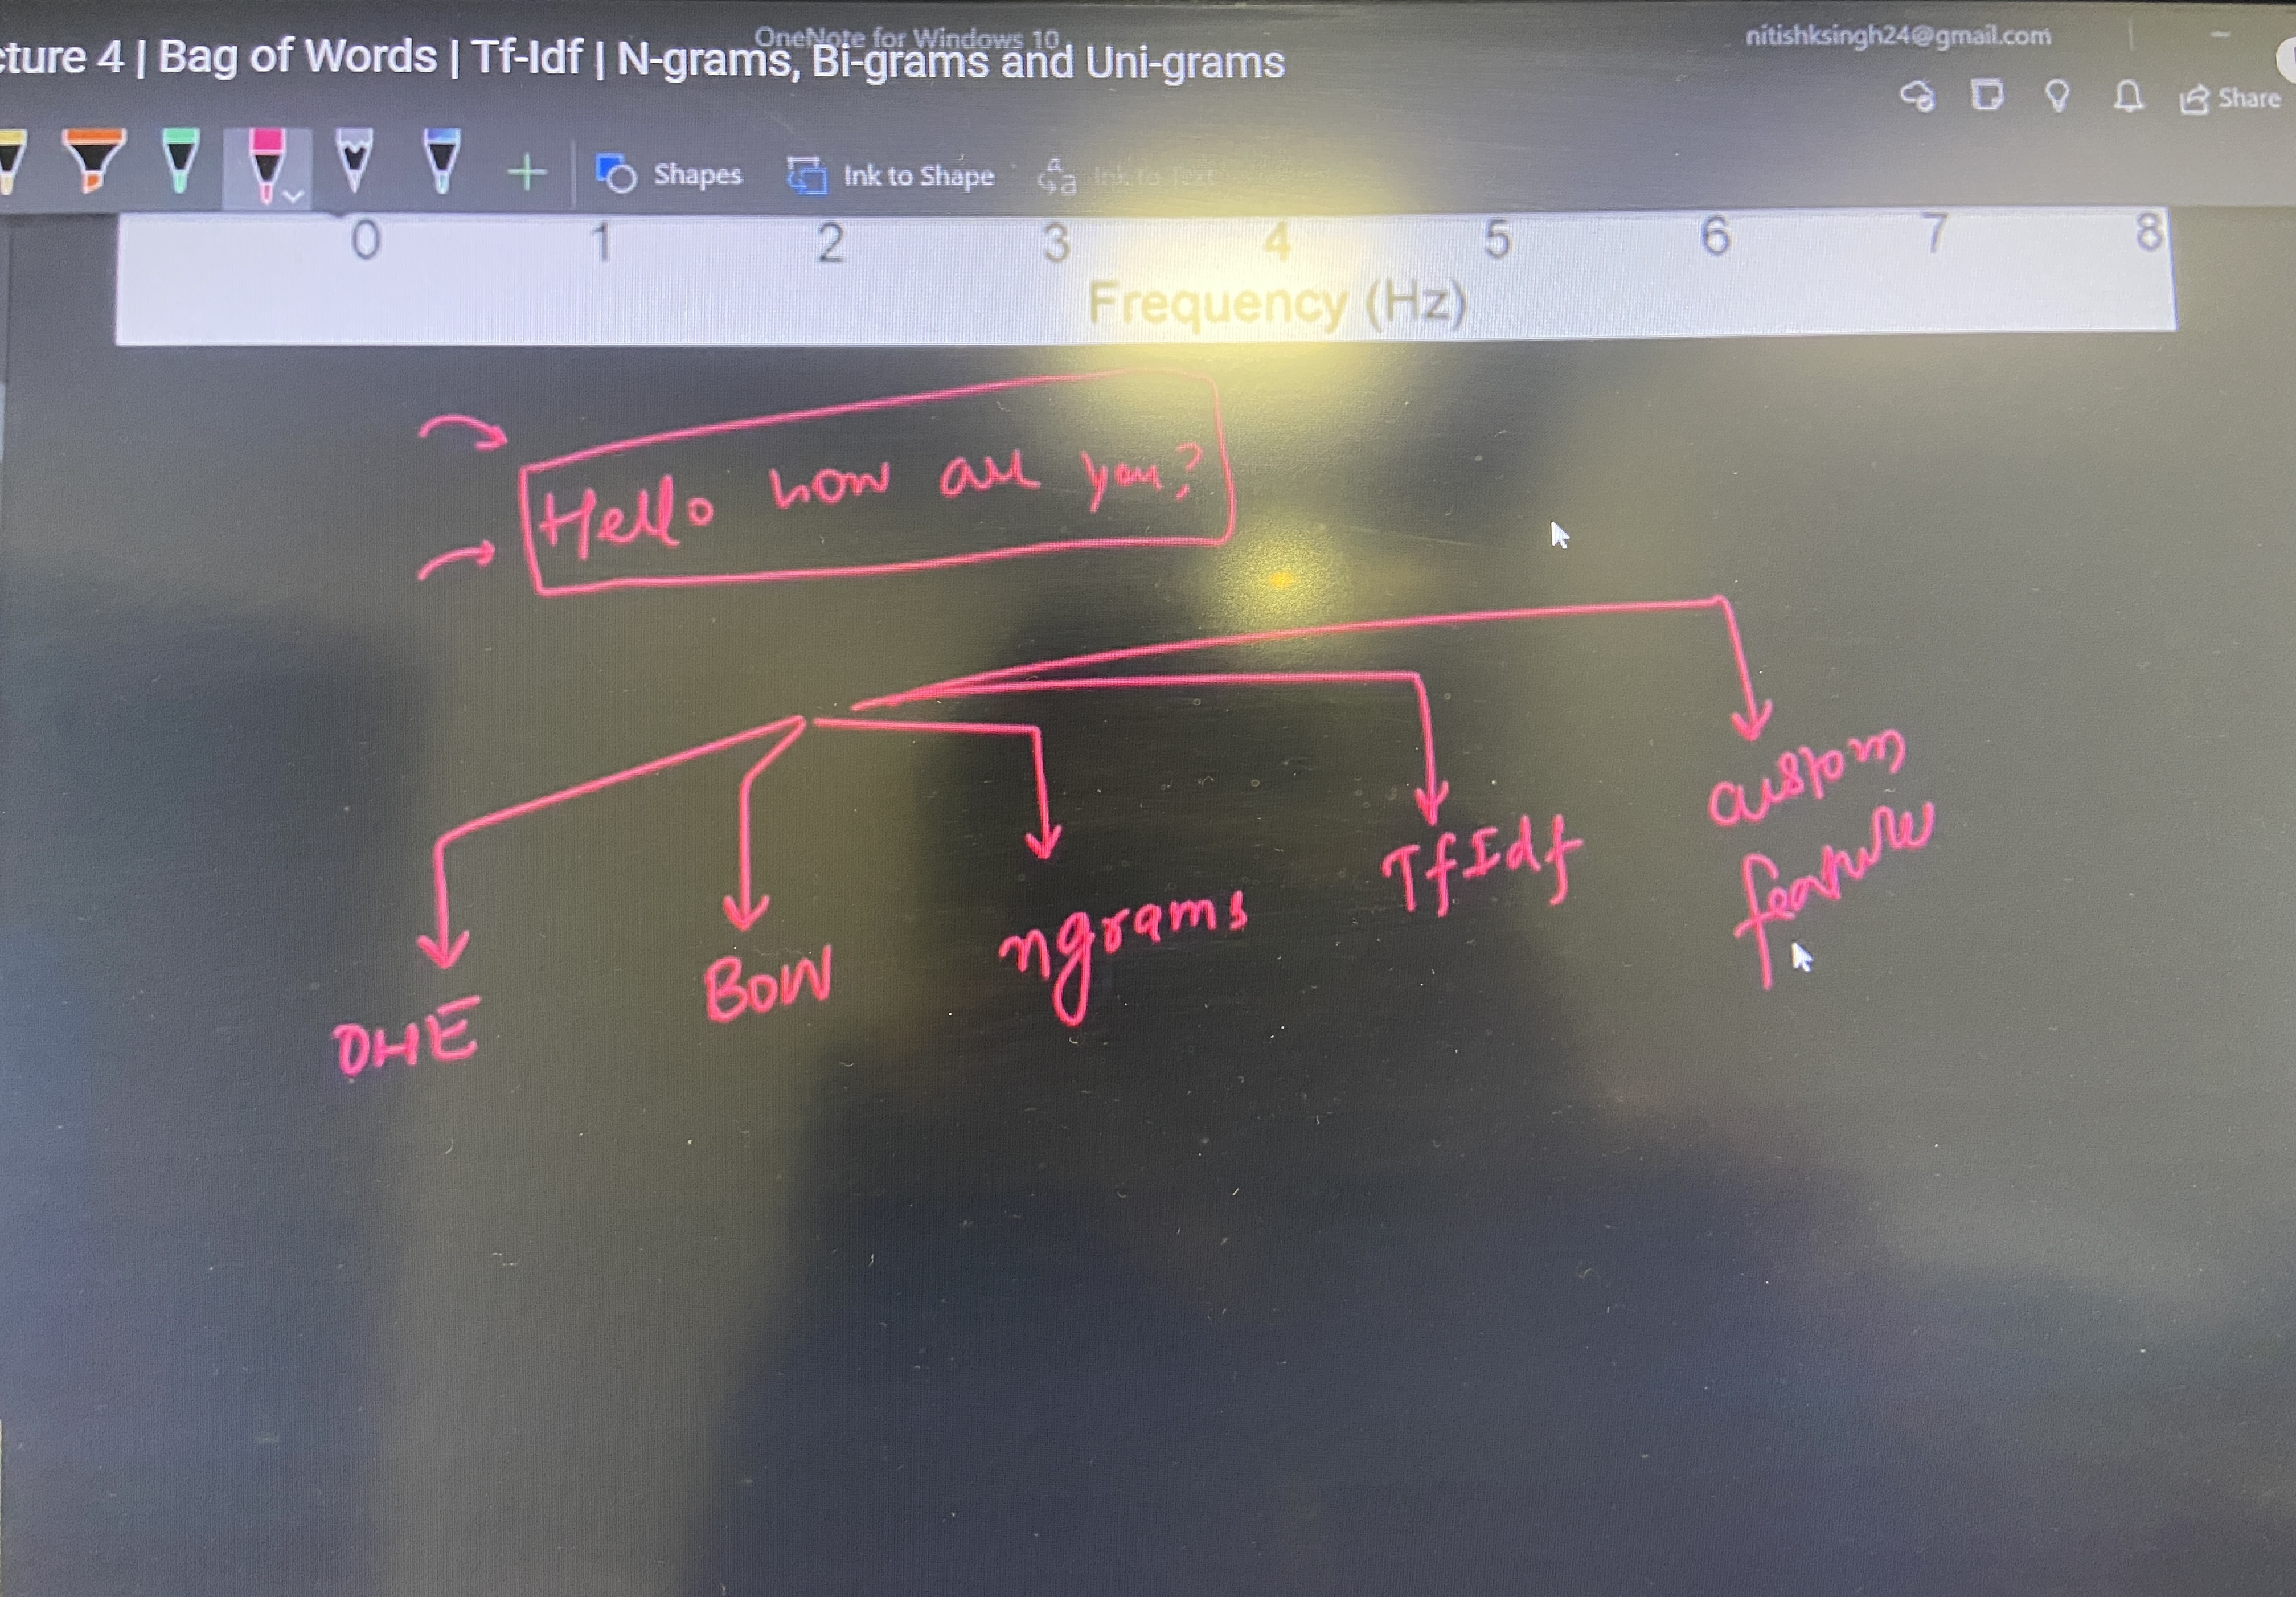 OneNote for Windows 10
nitishksingh24@gmail.com
cture 4 | Bag of Words | Tf-Idf | N-grams, Bi-grams and Uni-grams
Share
Shapes
Ink to Shape
Ink to Text
0 1 2 3 4 5 6 7 8
Frequency (Hz)
Hello how are you?
OHE
BOW
ngrams
TfIdf
custom
feature